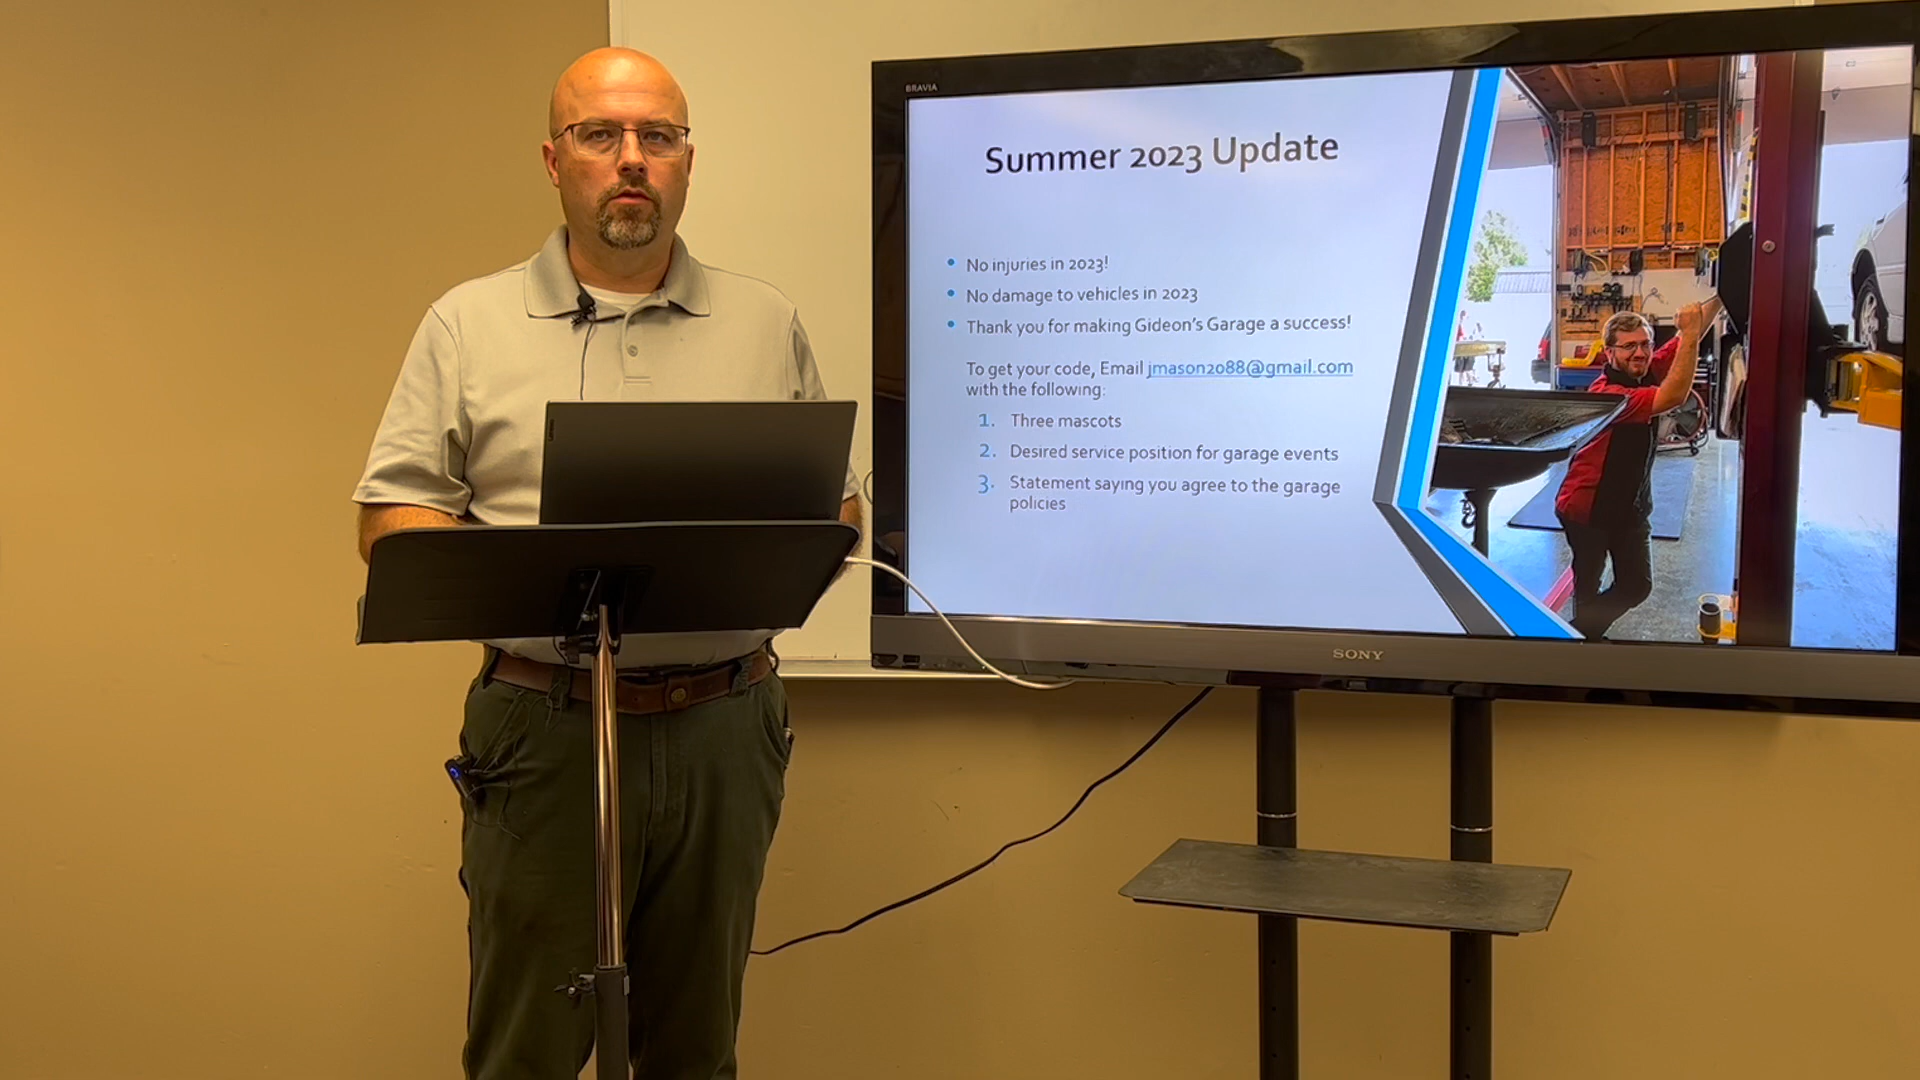 BRAVIA
Summer 2023 Update
• No injuries in 2023!
• No damage to vehicles in 2023
• Thank you for making Gideon's Garage a success!
To get your code, Email jmason2088@gmail.com
with the following:
1. Three mascots
2. Desired service position for garage events
3. Statement saying you agree to the garage
policies
SONY
Lenovo